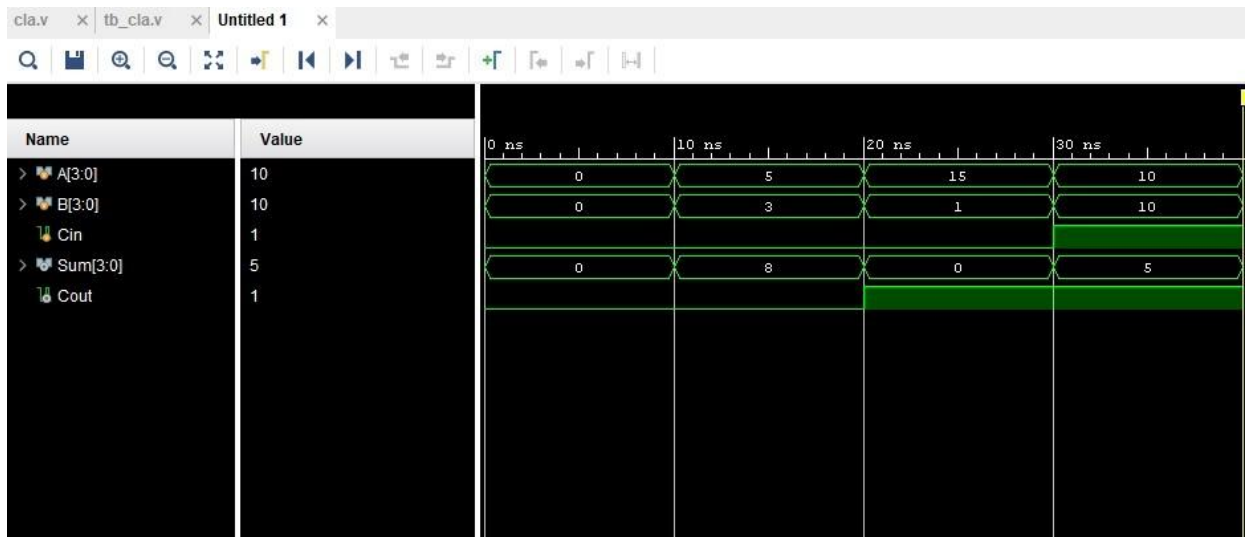 cla.v × tb_cla.v × Untitled 1 ×
Name Value 0 ns 10 ns 20 ns 30 ns
> A[3:0] 10 0 5 15 10
> B[3:0] 10 0 3 1 10
Cin 1
> Sum[3:0] 5 0 8 0 5
Cout 1